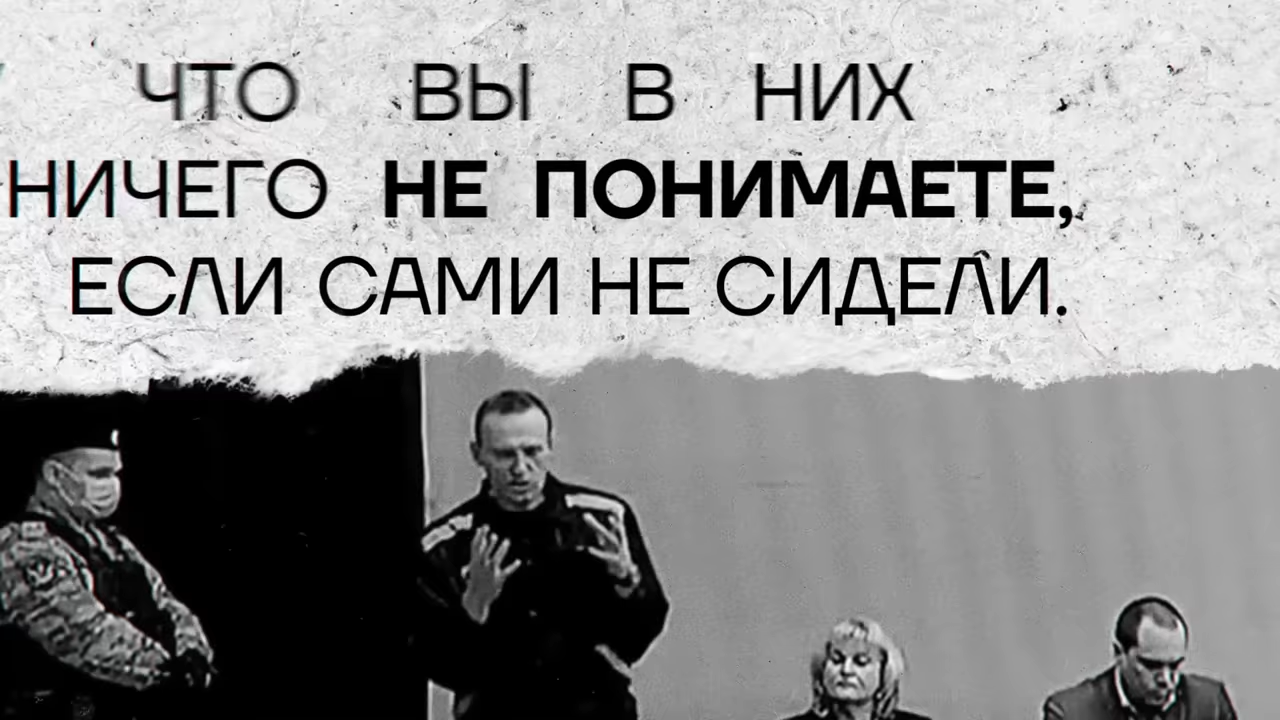 ЧТО ВЫ В НИХ
НИЧЕГО НЕ ПОНИМАЕТЕ,
ЕСЛИ САМИ НЕ СИДЕЛИ.